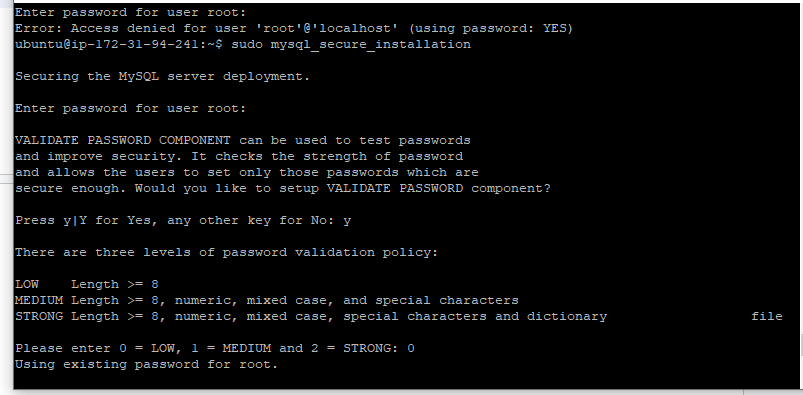 Enter password for user root:
Error: Access denied for user 'root'@'localhost' (using password: YES)
ubuntu@ip-172-31-94-241:~$ sudo mysql_secure_installation
Securing the MySQL server deployment.
Enter password for user root:
VALIDATE PASSWORD COMPONENT can be used to test passwords
and improve security. It checks the strength of password
and allows the users to set only those passwords which are
secure enough. Would you like to setup VALIDATE PASSWORD component?
Press y|Y for Yes, any other key for No: y
There are three levels of password validation policy:
LOW    Length >= 8
MEDIUM Length >= 8, numeric, mixed case, and special characters
STRONG Length >= 8, numeric, mixed case, special characters and dictionary                  file
Please enter 0 = LOW, 1 = MEDIUM and 2 = STRONG: 0
Using existing password for root.